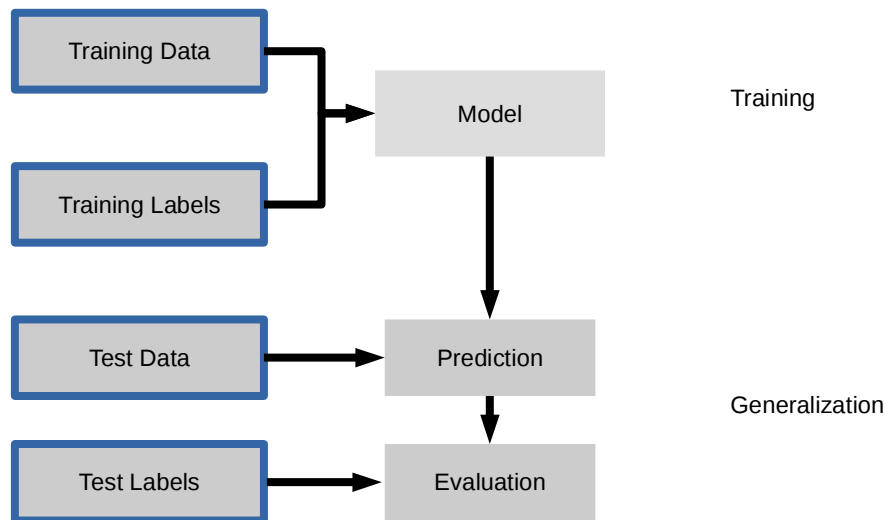 Training Data
Model
Training
Training Labels
Test Data
Prediction
Generalization
Test Labels
Evaluation